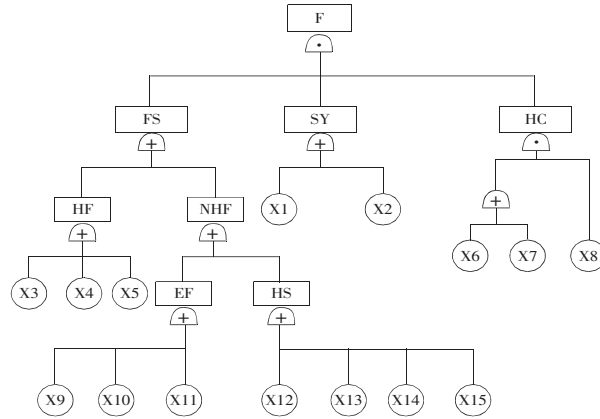 F
FS SY HC
HF NHF X1 X2
X6 X7 X8
X3 X4 X5 EF HS
X9 X10 X11 X12 X13 X14 X15